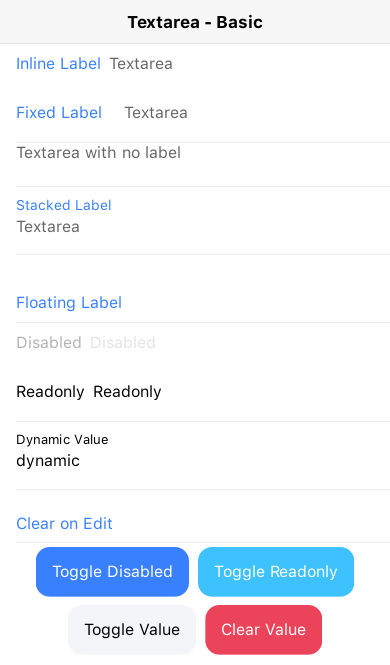 Textarea - Basic
Inline Label Textarea
Fixed Label Textarea
Textarea with no label
Stacked Label
Textarea
Floating Label
Disabled Disabled
Readonly Readonly
Dynamic Value
dynamic
Clear on Edit
Toggle Disabled Toggle Readonly
Toggle Value Clear Value